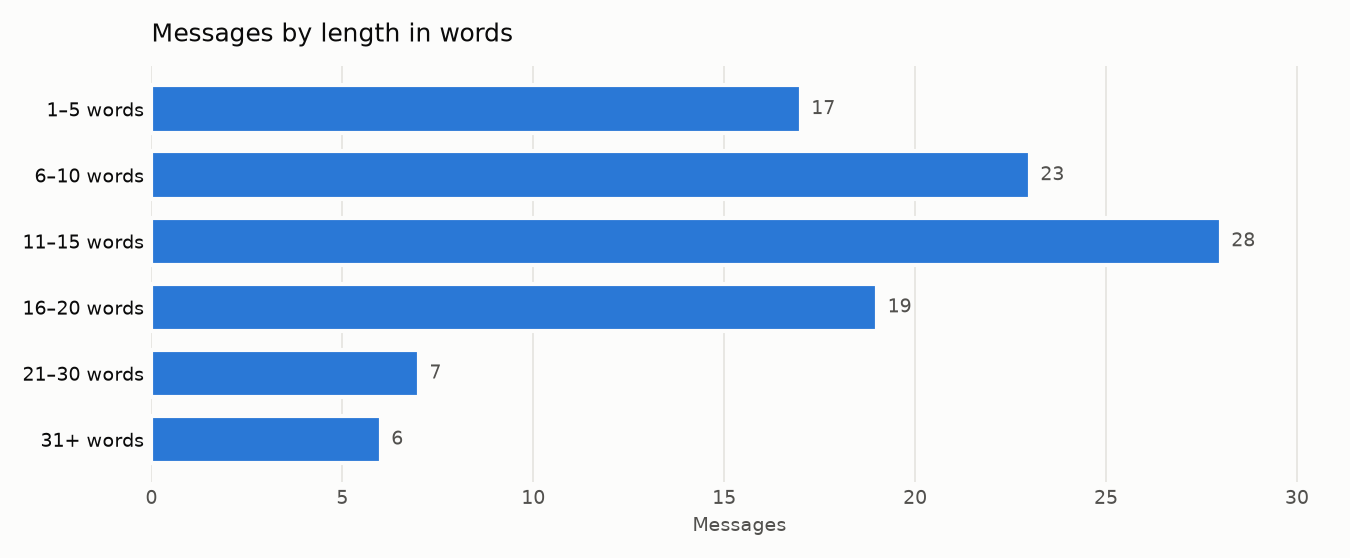 Messages by length in words
1–5 words 17
6–10 words 23
11–15 words 28
16–20 words 19
21–30 words 7
31+ words 6
0 5 10 15 20 25 30
Messages